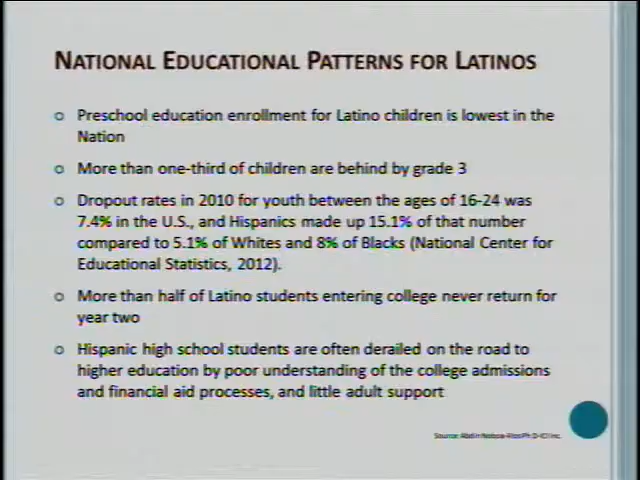 NATIONAL EDUCATIONAL PATTERNS FOR LATINOS
Preschool education enrollment for Latino children is lowest in the
Nation
More than one-third of children are behind by grade 3
Dropout rates in 2010 for youth between the ages of 16-24 was
7.4% in the U.S., and Hispanics made up 15.1% of that number
compared to 5.1% of Whites and 8% of Blacks (National Center for
Educational Statistics, 2012).
More than half of Latino students entering college never return for
year two
Hispanic high school students are often derailed on the road to
higher education by poor understanding of the college admissions
and financial aid processes, and little adult support
Source: